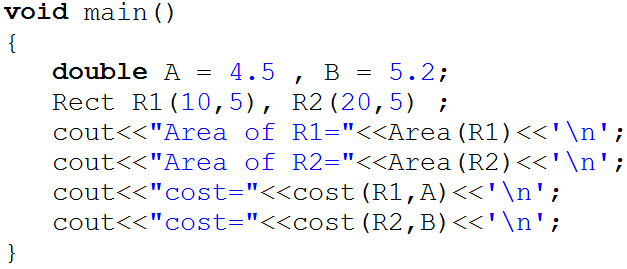 void main()
{
double A = 4.5 , B = 5.2;
Rect R1(10,5), R2(20,5) ;
cout<<"Area of R1="<<Area(R1)<<'\n';
cout<<"Area of R2="<<Area(R2)<<'\n';
cout<<"cost="<<cost(R1,A)<<'\n';
cout<<"cost="<<cost(R2,B)<<'\n';
}